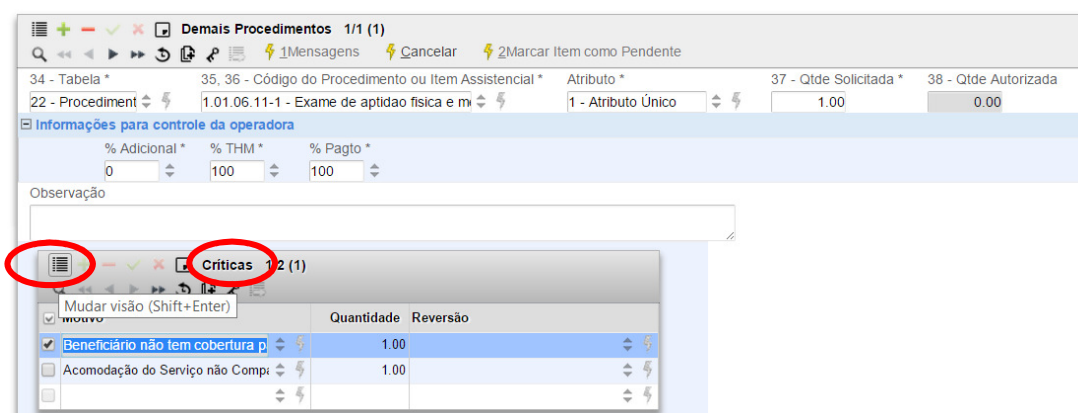 Demais Procedimentos 1/1 (1)
1Mensagens Cancelar 2Marcar Item como Pendente
34 - Tabela * 35, 36 - Código do Procedimento ou Item Assistencial * Atributo * 37 - Qtde Solicitada * 38 - Qtde Autorizada
22 - Procediment 1.01.06.11-1 - Exame de aptidao fisica e m 1 - Atributo Único 1.00 0.00
Informações para controle da operadora
% Adicional * % THM * % Pagto *
0 100 100
Observação
Críticas 1/2 (1)
Mudar visão (Shift+Enter)
Motivo Quantidade Reversão
Beneficiário não tem cobertura p 1.00
Acomodação do Serviço não Compa 1.00